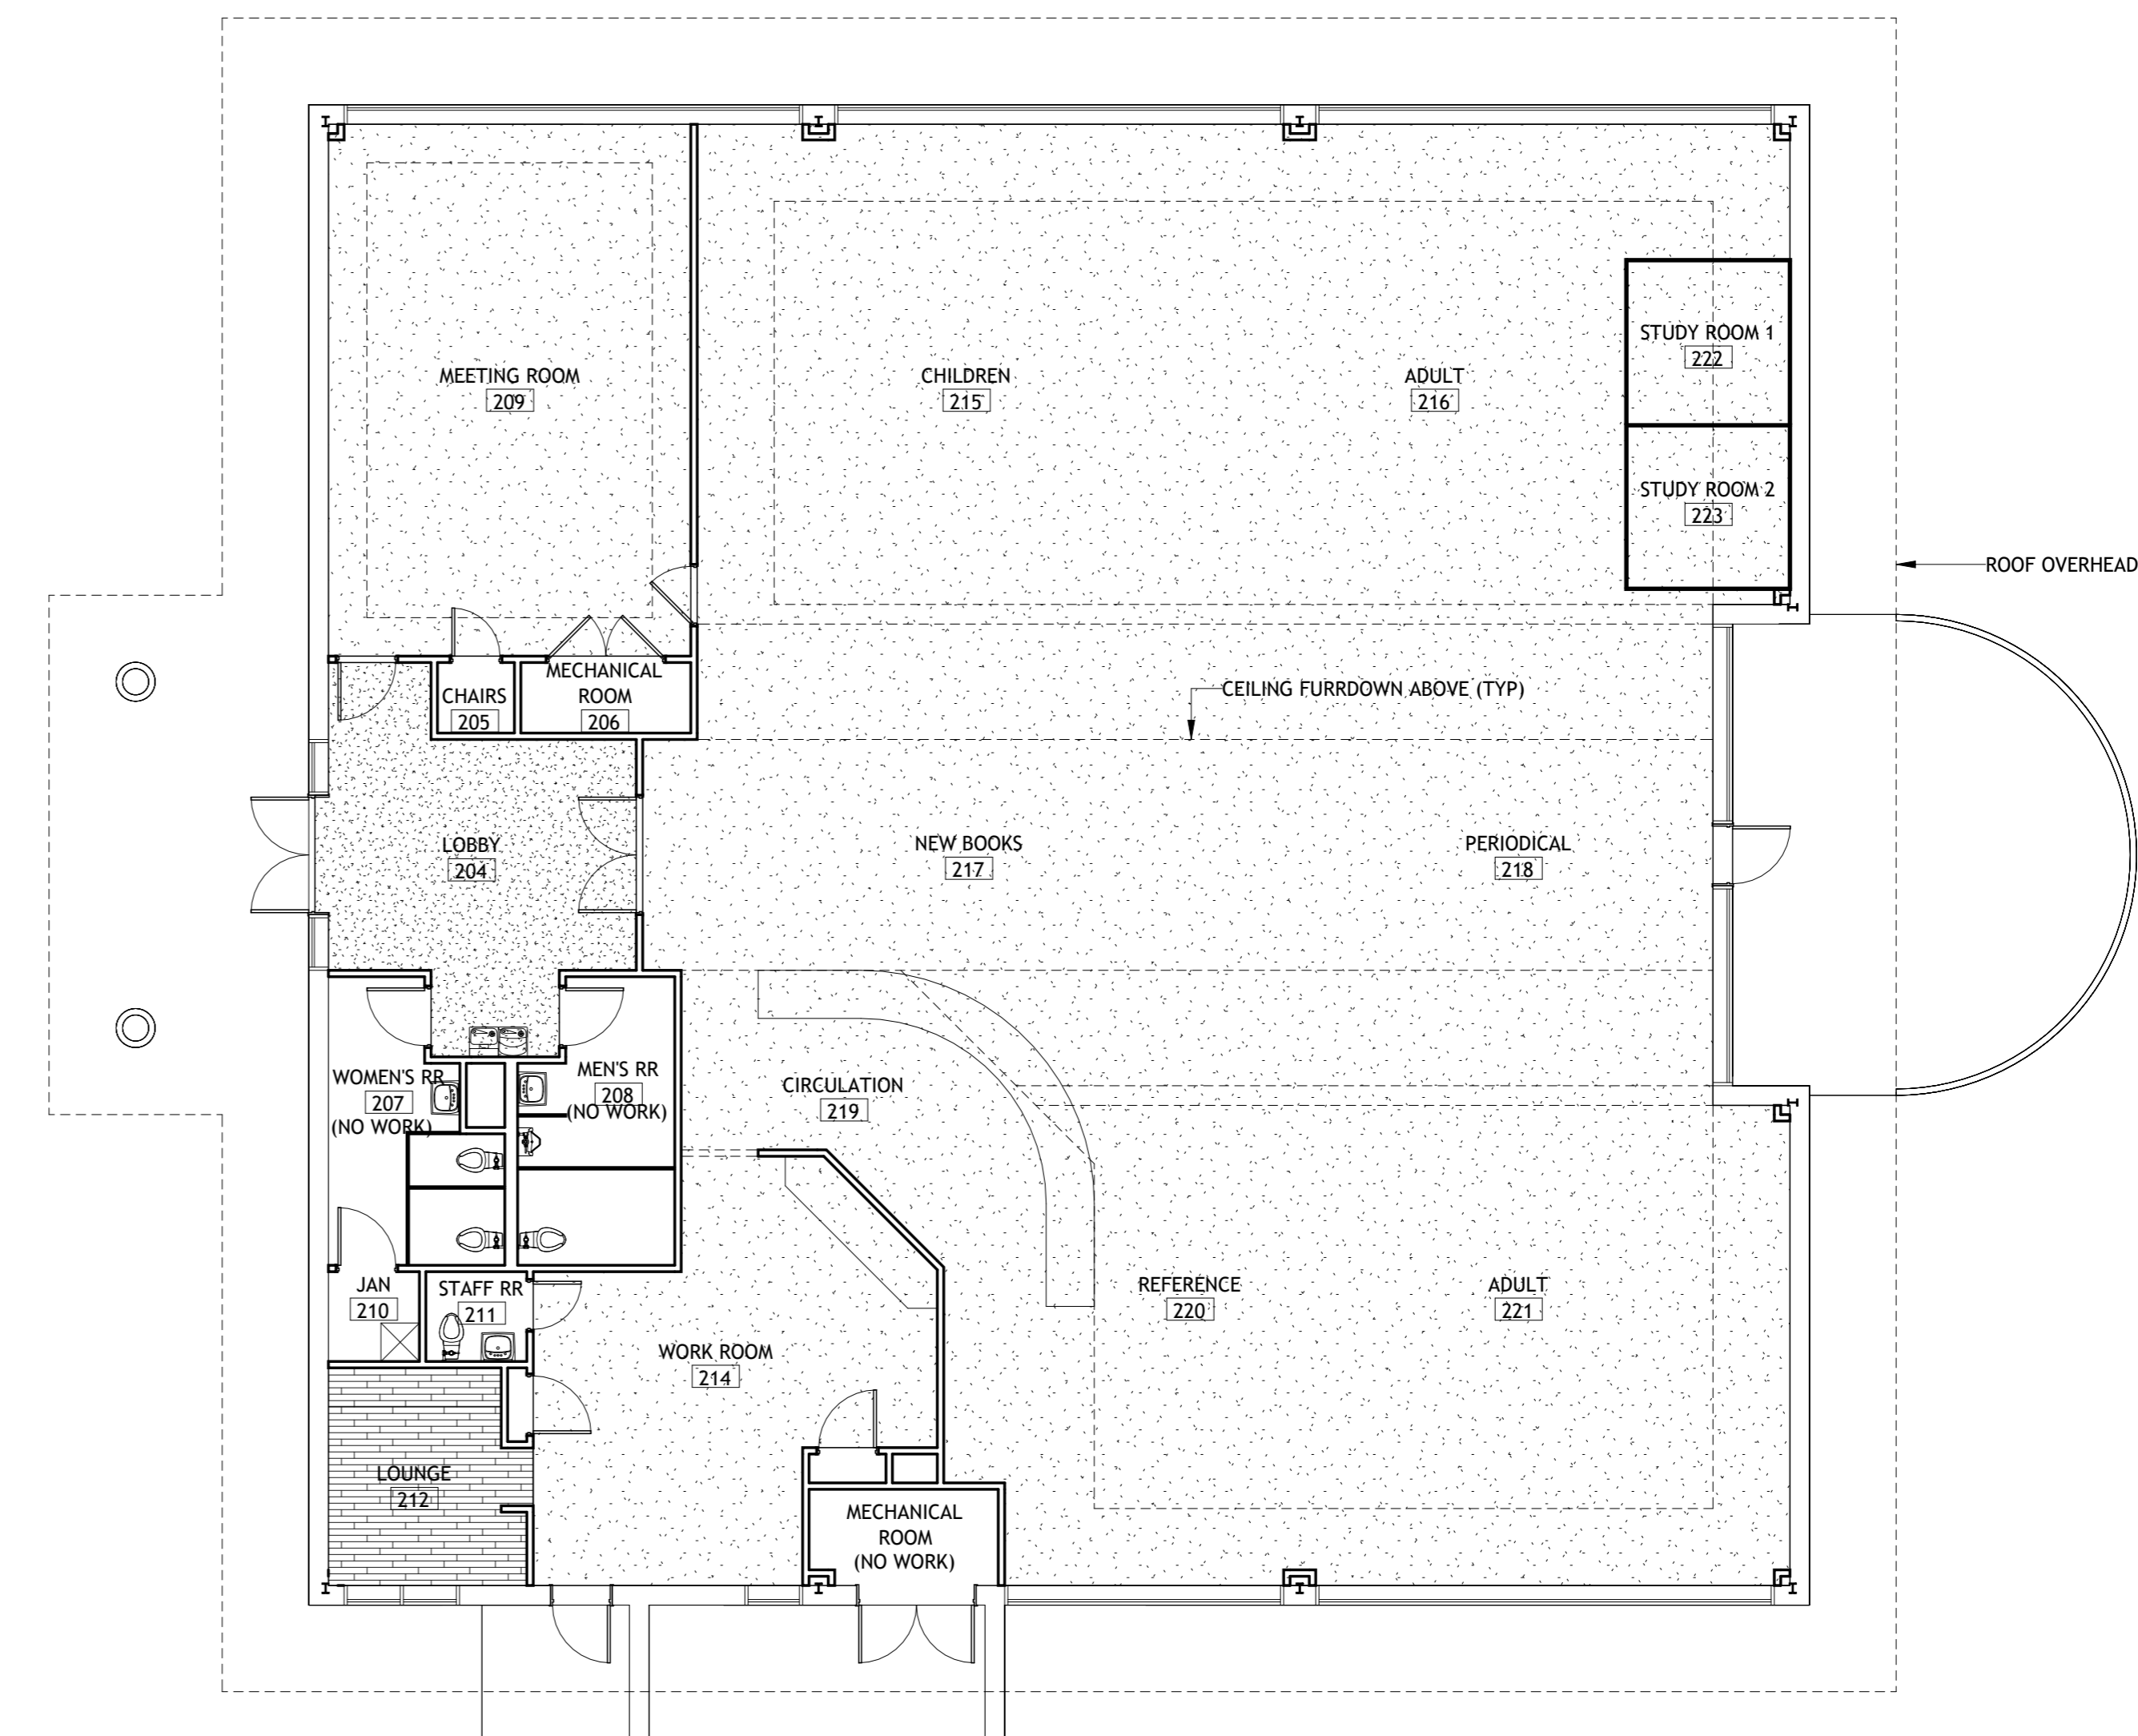 MEETING ROOM
209
CHILDREN
215
ADULT
216
STUDY ROOM 1
222
STUDY ROOM 2
223
ROOF OVERHEAD
CHAIRS
205
MECHANICAL
ROOM
206
CEILING FURRDOWN ABOVE (TYP)
LOBBY
204
NEW BOOKS
217
PERIODICAL
218
WOMEN'S RR
207
(NO WORK)
MEN'S RR
208
(NO WORK)
CIRCULATION
219
JAN
210
STAFF RR
211
REFERENCE
220
ADULT
221
WORK ROOM
214
LOUNGE
212
MECHANICAL
ROOM
(NO WORK)